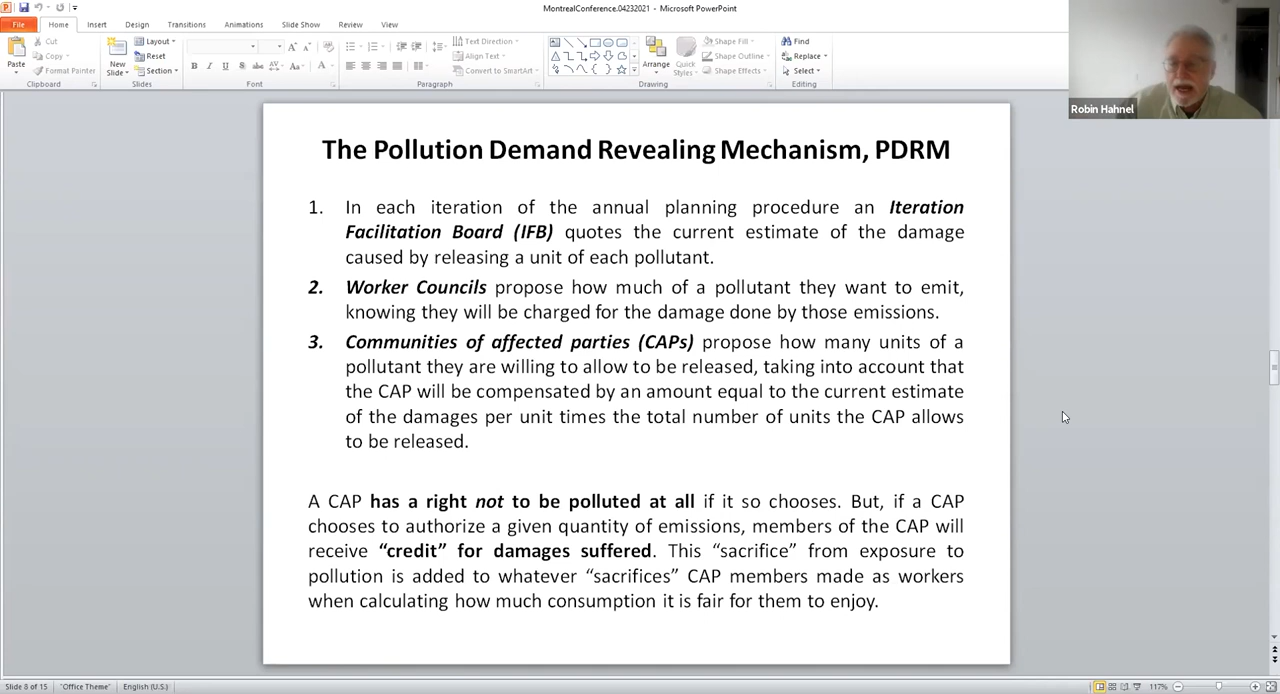 MontrealConference.04232021 - Microsoft PowerPoint
File Home Insert Design Transitions Animations Slide Show Review View
Paste Cut Copy Format Painter Clipboard
New Slide Layout Reset Section Slides
B I U S abc AV Aa A Font
Text Direction Align Text Convert to SmartArt Paragraph
Arrange Quick Styles Shape Fill Shape Outline Shape Effects Drawing
Find Replace Select Editing
Robin Hahnel
The Pollution Demand Revealing Mechanism, PDRM
1. In each iteration of the annual planning procedure an Iteration
Facilitation Board (IFB) quotes the current estimate of the damage
caused by releasing a unit of each pollutant.
2. Worker Councils propose how much of a pollutant they want to emit,
knowing they will be charged for the damage done by those emissions.
3. Communities of affected parties (CAPs) propose how many units of a
pollutant they are willing to allow to be released, taking into account that
the CAP will be compensated by an amount equal to the current estimate
of the damages per unit times the total number of units the CAP allows
to be released.
A CAP has a right not to be polluted at all if it so chooses. But, if a CAP
chooses to authorize a given quantity of emissions, members of the CAP will
receive “credit” for damages suffered. This “sacrifice” from exposure to
pollution is added to whatever “sacrifices” CAP members made as workers
when calculating how much consumption it is fair for them to enjoy.
Slide 8 of 15 "Office Theme" English (U.S.) 117%